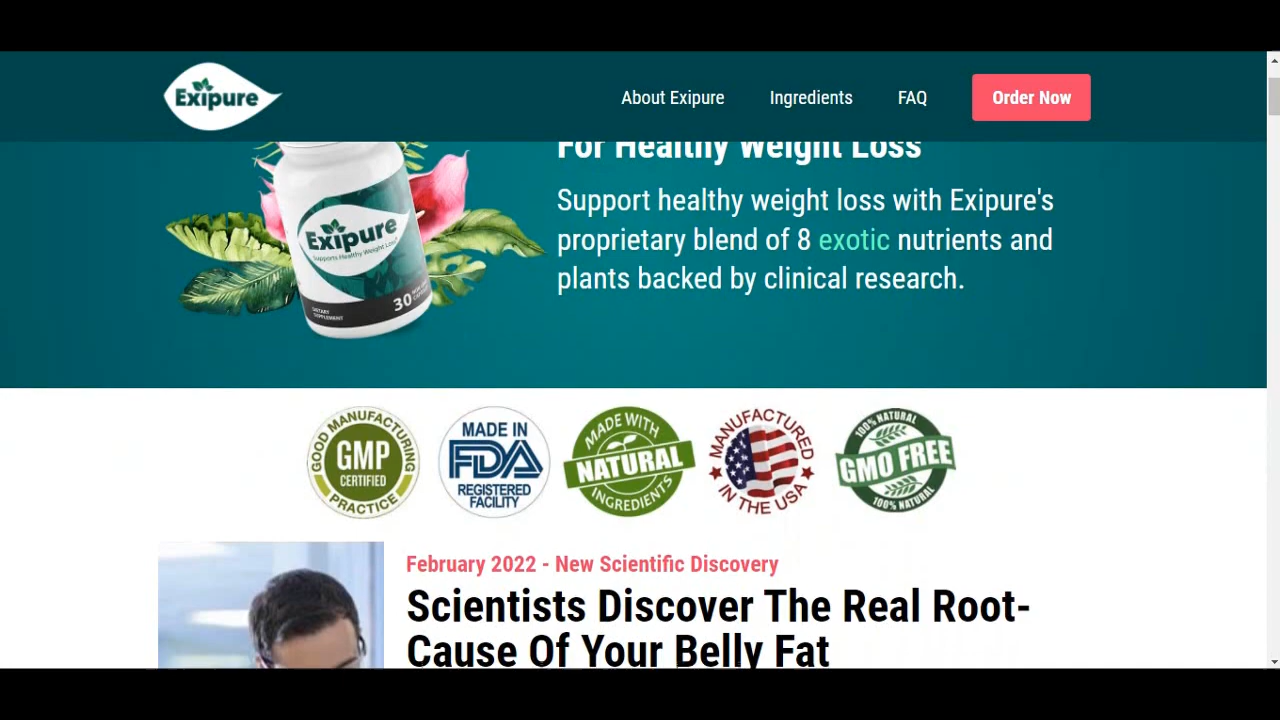 Exipure
About Exipure
Ingredients
FAQ
Order Now
For Healthy Weight Loss
Support healthy weight loss with Exipure's
proprietary blend of 8 exotic nutrients and
plants backed by clinical research.
Exipure
Supports Healthy Weight Loss
DIETARY
SUPPLEMENT
30
GOOD MANUFACTURING
GMP
CERTIFIED
PRACTICE
MADE IN
FDA
REGISTERED
FACILITY
MADE WITH
NATURAL
INGREDIENTS
MANUFACTURED
IN THE USA
100% NATURAL
GMO FREE
100% NATURAL
February 2022 - New Scientific Discovery
Scientists Discover The Real Root-
Cause Of Your Belly Fat